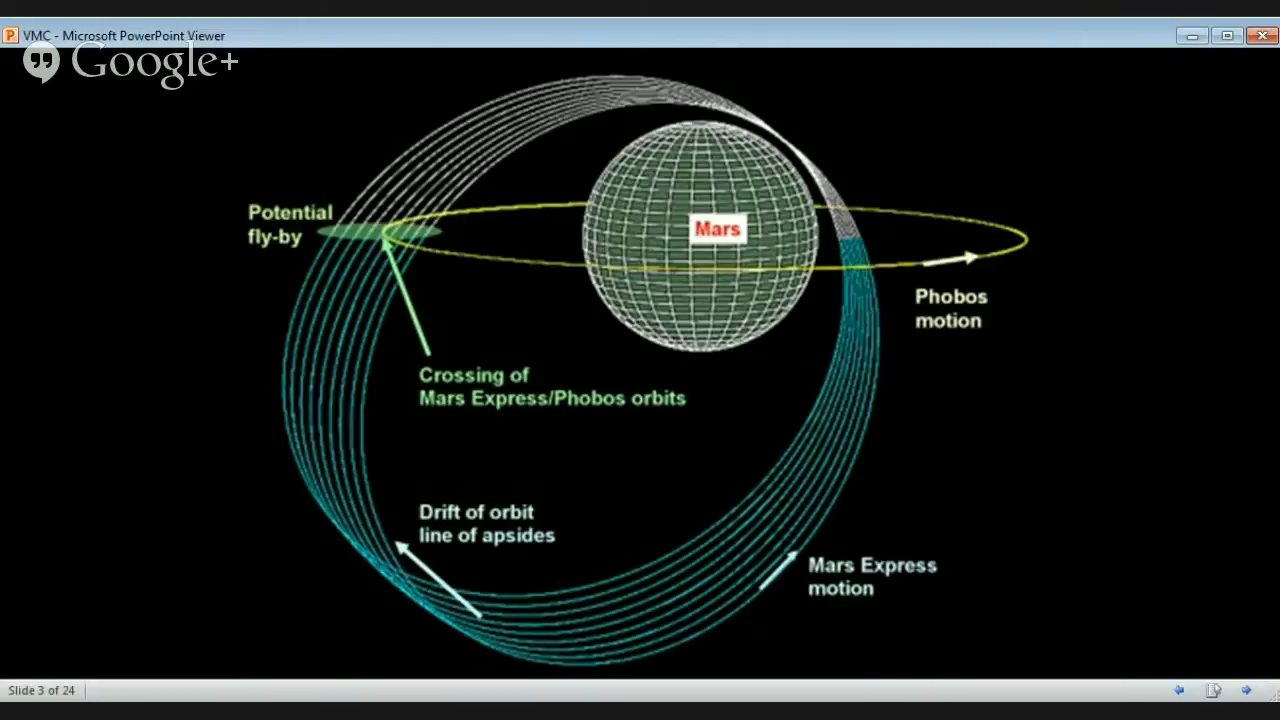 VMC - Microsoft PowerPoint Viewer
Google+
Potential
fly-by
Mars
Phobos
motion
Crossing of
Mars Express/Phobos orbits
Drift of orbit
line of apsides
Mars Express
motion
Slide 3 of 24